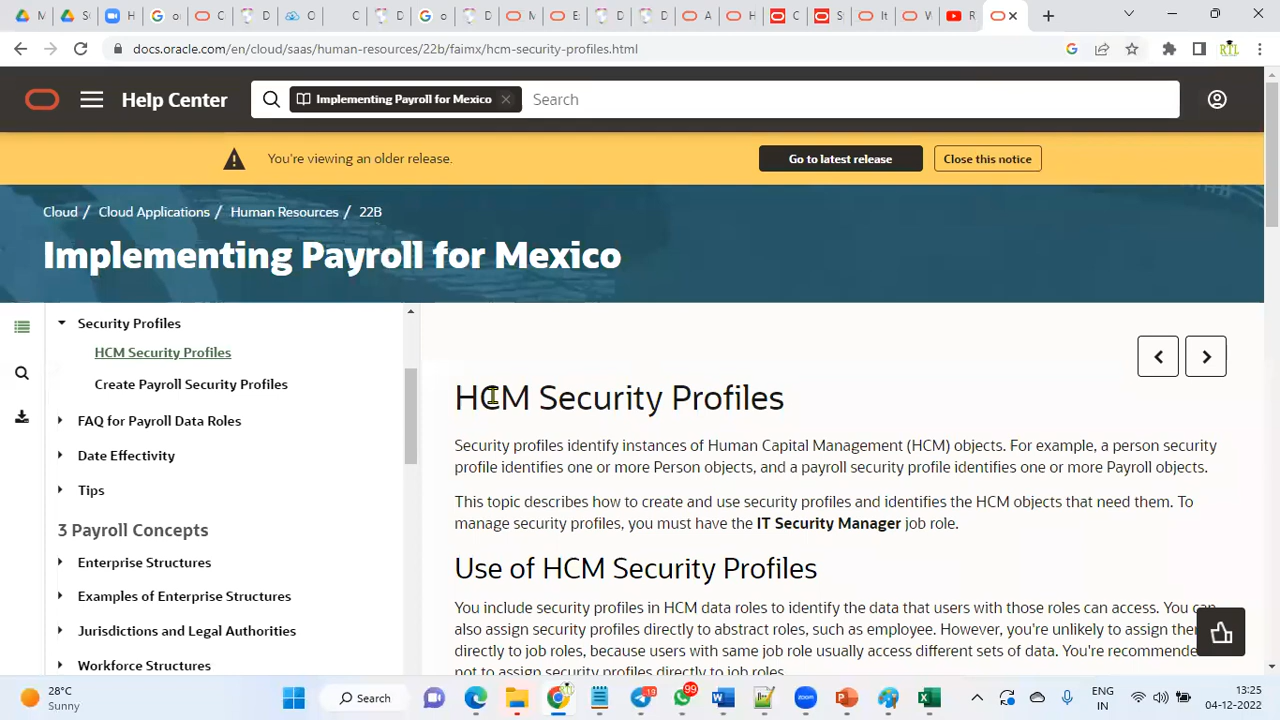 docs.oracle.com/en/cloud/saas/human-resources/22b/faimx/hcm-security-profiles.html
Help Center
Implementing Payroll for Mexico
Search
You're viewing an older release.
Go to latest release
Close this notice
Cloud / Cloud Applications / Human Resources / 22B
Implementing Payroll for Mexico
Security Profiles
HCM Security Profiles
Create Payroll Security Profiles
FAQ for Payroll Data Roles
Date Effectivity
Tips
3 Payroll Concepts
Enterprise Structures
Examples of Enterprise Structures
Jurisdictions and Legal Authorities
Workforce Structures
HCM Security Profiles
Security profiles identify instances of Human Capital Management (HCM) objects. For example, a person security
profile identifies one or more Person objects, and a payroll security profile identifies one or more Payroll objects.
This topic describes how to create and use security profiles and identifies the HCM objects that need them. To
manage security profiles, you must have the IT Security Manager job role.
Use of HCM Security Profiles
You include security profiles in HCM data roles to identify the data that users with those roles can access. You can
also assign security profiles directly to abstract roles, such as employee. However, you're unlikely to assign
directly to job roles, because users with same job role usually access different sets of data. You're
not to assign security profiles directly to job roles.
28°C
Sunny
Search
19
99
ENG
IN
13:25
04-12-2022